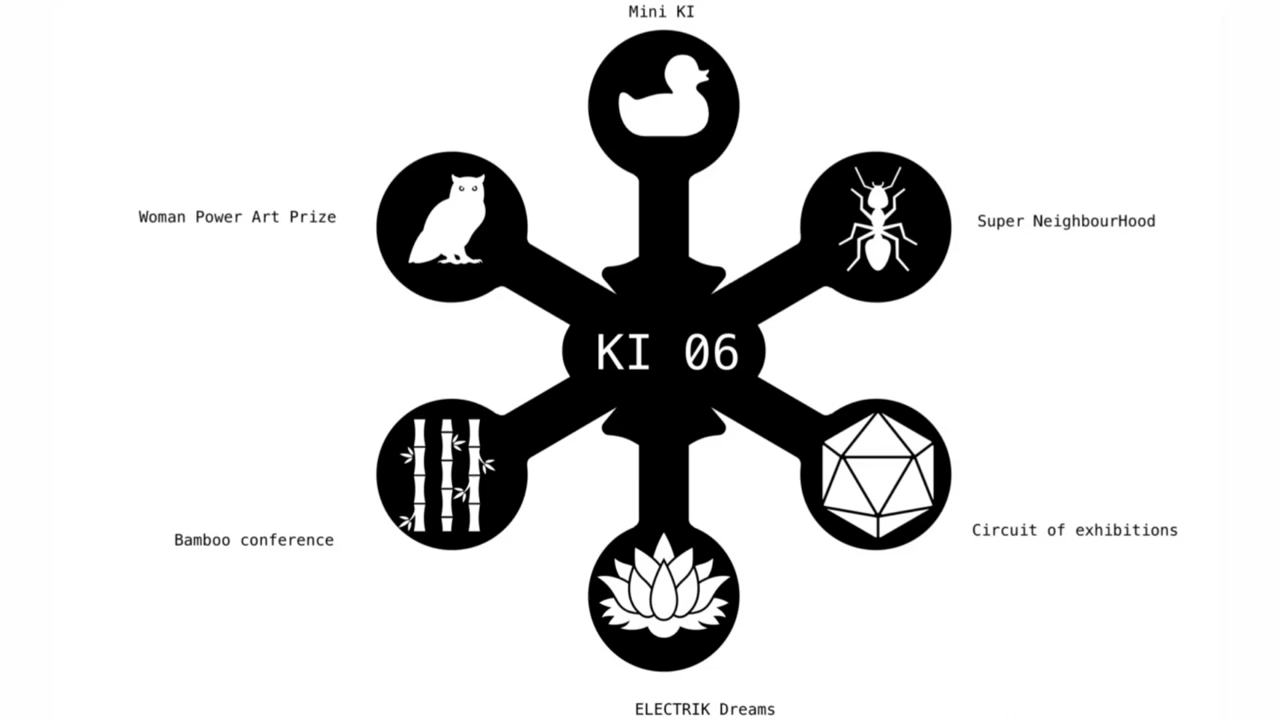 Mini KI
Woman Power Art Prize
Super NeighbourHood
KI 06
Bamboo conference
Circuit of exhibitions
ELECTRIK Dreams